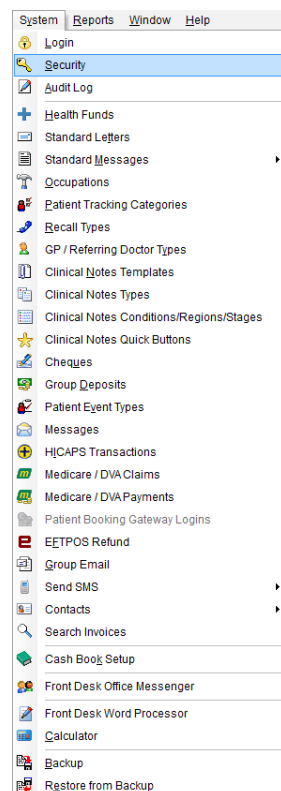 System Reports Window Help
Login
Security
Audit Log
Health Funds
Standard Letters
Standard Messages
Occupations
Patient Tracking Categories
Recall Types
GP / Referring Doctor Types
Clinical Notes Templates
Clinical Notes Types
Clinical Notes Conditions/Regions/Stages
Clinical Notes Quick Buttons
Cheques
Group Deposits
Patient Event Types
Messages
HICAPS Transactions
Medicare / DVA Claims
Medicare / DVA Payments
Patient Booking Gateway Logins
EFTPOS Refund
Group Email
Send SMS
Contacts
Search Invoices
Cash Book Setup
Front Desk Office Messenger
Front Desk Word Processor
Calculator
Backup
Restore from Backup